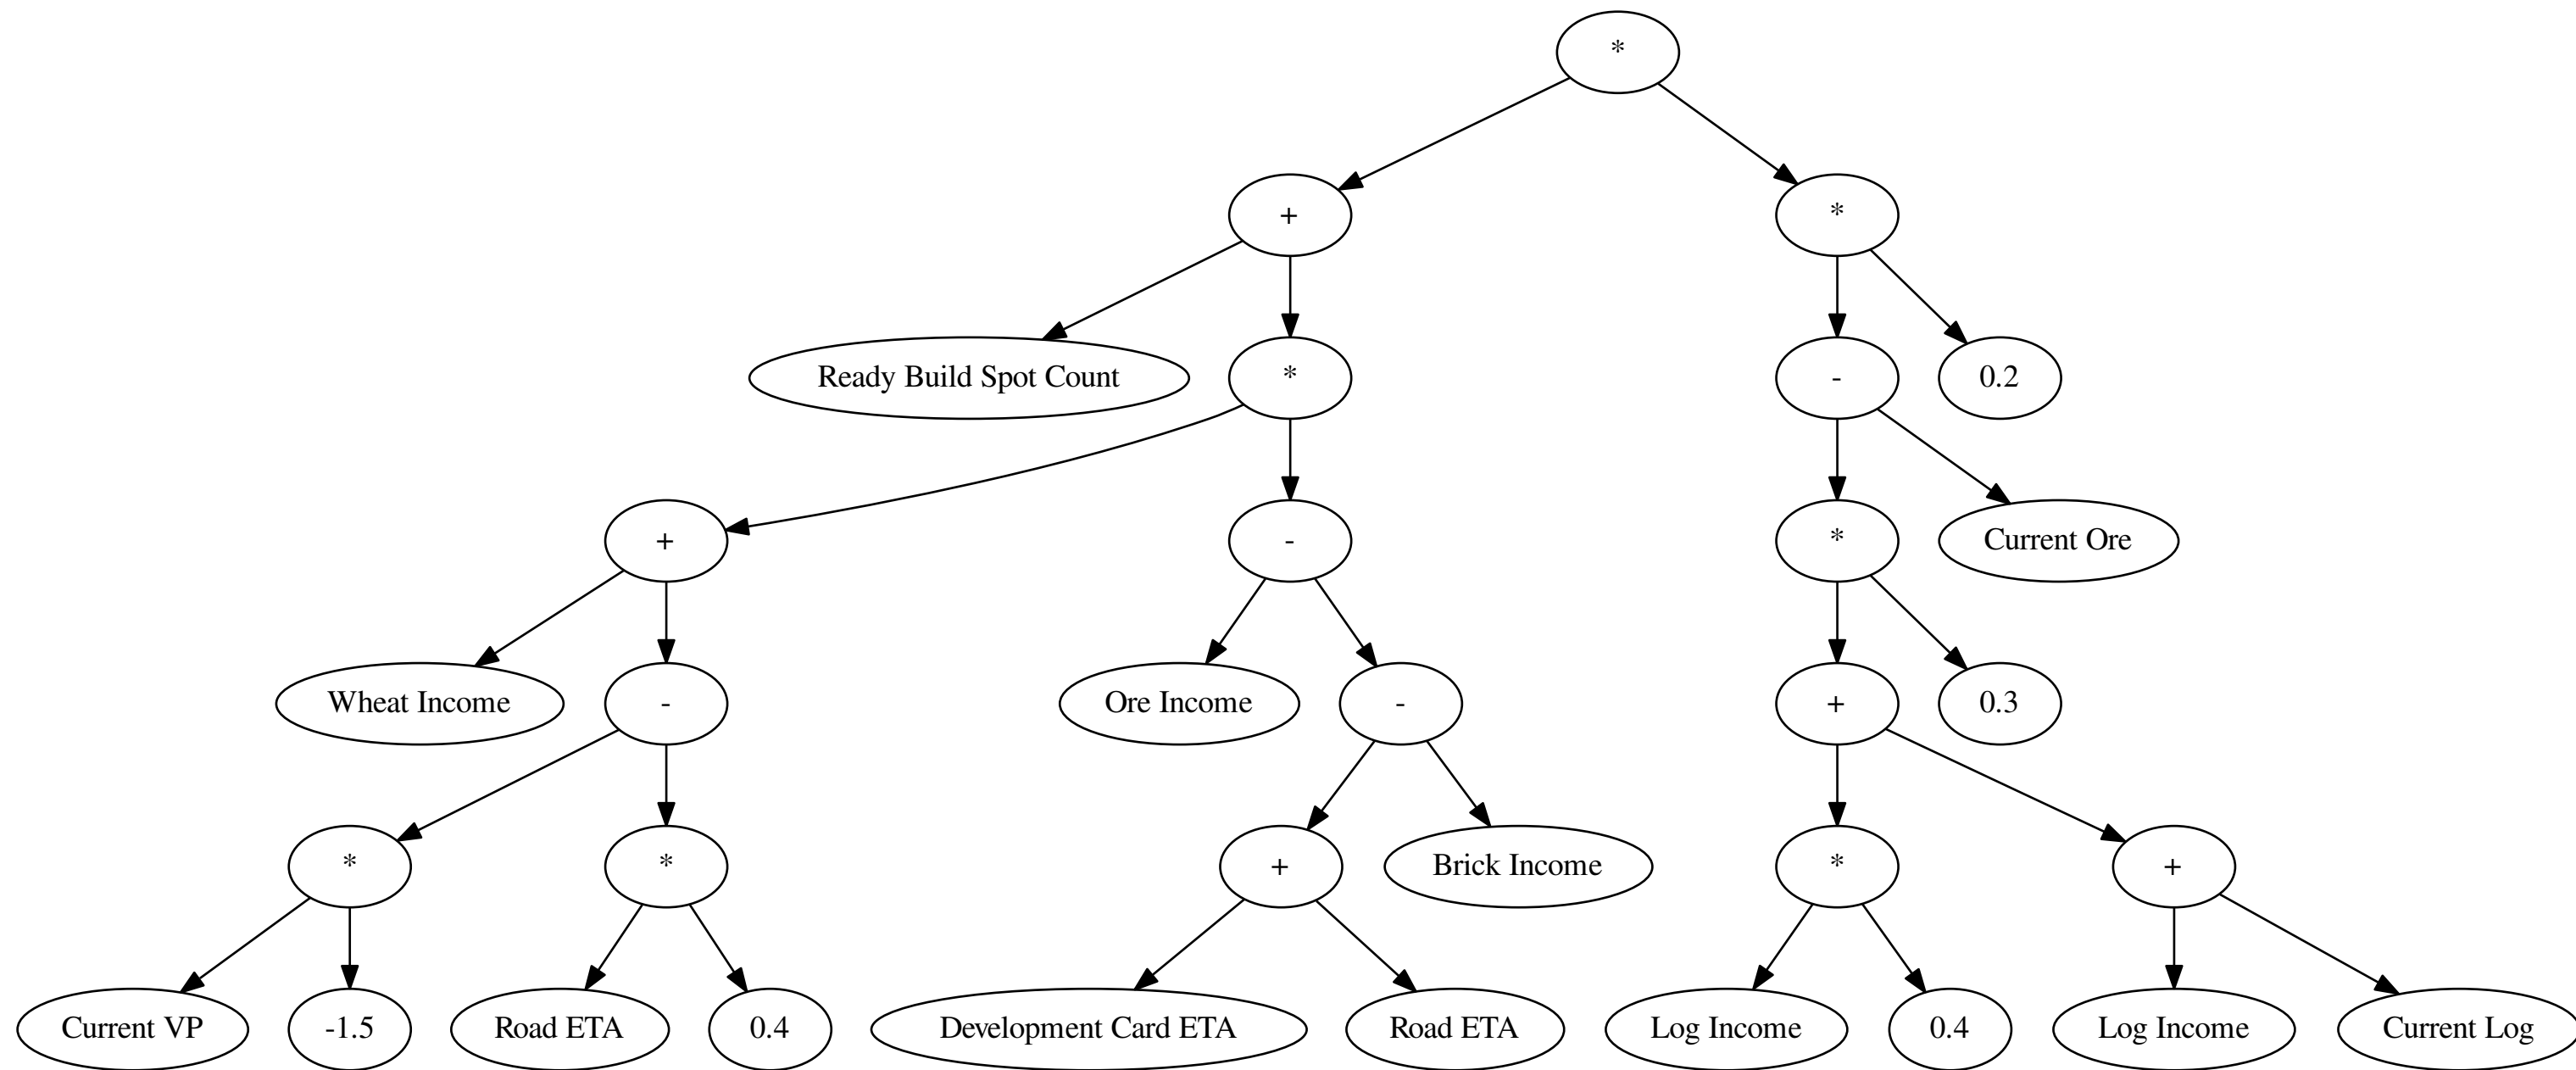 *
+
*
Ready Build Spot Count
*
-
0.2
+
-
*
Current Ore
Wheat Income
-
Ore Income
-
+
0.3
*
*
+
Brick Income
*
+
Current VP
-1.5
Road ETA
0.4
Development Card ETA
Road ETA
Log Income
0.4
Log Income
Current Log